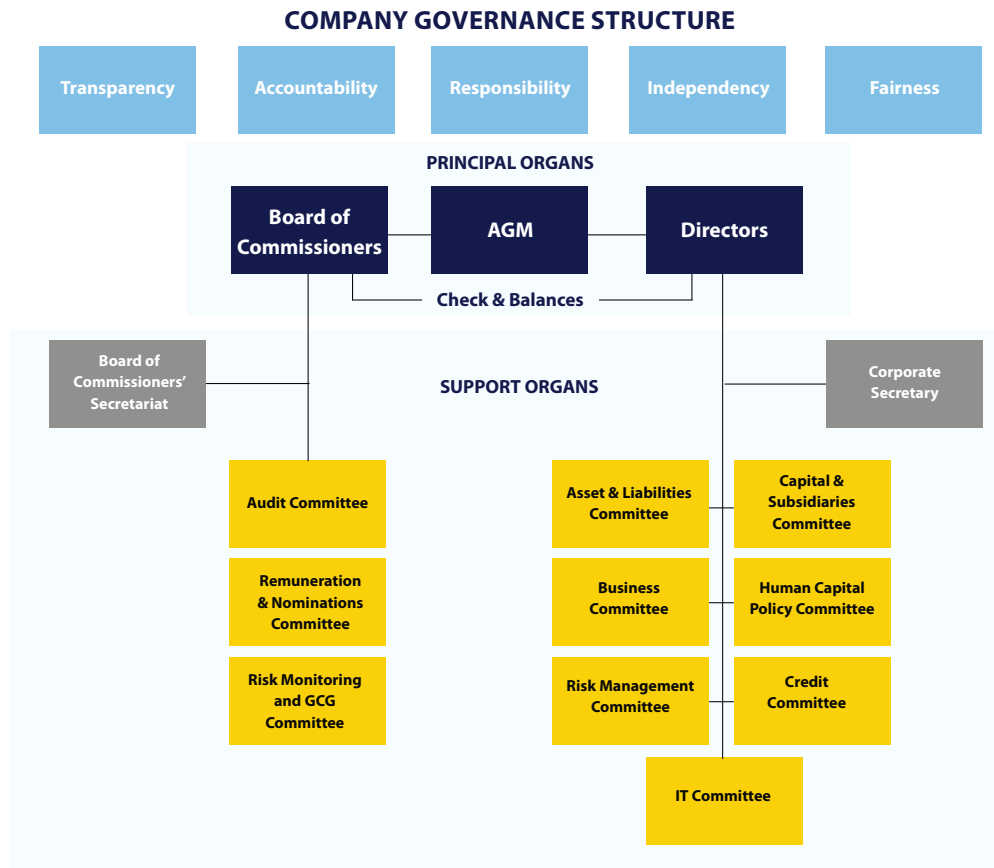 COMPANY GOVERNANCE STRUCTURE
Transparency
Accountability
Responsibility
Independency
Fairness
PRINCIPAL ORGANS
Board of
Commissioners
AGM
Directors
Check & Balances
Board of
Commissioners’
Secretariat
SUPPORT ORGANS
Corporate
Secretary
Audit Committee
Asset & Liabilities
Committee
Capital &
Subsidiaries
Committee
Remuneration
& Nominations
Committee
Business
Committee
Human Capital
Policy Committee
Risk Monitoring
and GCG
Committee
Risk Management
Committee
Credit
Committee
IT Committee